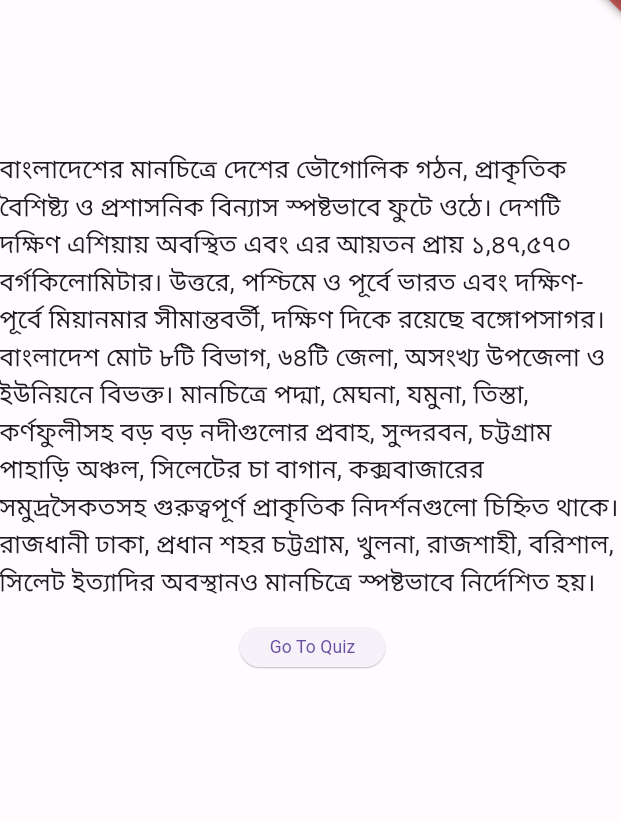 বাংলাদেশের মানচিত্রে দেশের ভৌগোলিক গঠন, প্রাকৃতিক
বৈশিষ্ট্য ও প্রশাসনিক বিন্যাস স্পষ্টভাবে ফুটে ওঠে। দেশটি
দক্ষিণ এশিয়ায় অবস্থিত এবং এর আয়তন প্রায় ১,৪৭,৫৭০
বর্গকিলোমিটার। উত্তরে, পশ্চিমে ও পূর্বে ভারত এবং দক্ষিণ-
পূর্বে মিয়ানমার সীমান্তবর্তী, দক্ষিণ দিকে রয়েছে বঙ্গোপসাগর।
বাংলাদেশ মোট ৮টি বিভাগ, ৬৪টি জেলা, অসংখ্য উপজেলা ও
ইউনিয়নে বিভক্ত। মানচিত্রে পদ্মা, মেঘনা, যমুনা, তিস্তা,
কর্ণফুলীসহ বড় বড় নদীগুলোর প্রবাহ, সুন্দরবন, চট্টগ্রাম
পাহাড়ি অঞ্চল, সিলেটের চা বাগান, কক্সবাজারের
সমুদ্রসৈকতসহ গুরুত্বপূর্ণ প্রাকৃতিক নিদর্শনগুলো চিহ্নিত থাকে।
রাজধানী ঢাকা, প্রধান শহর চট্টগ্রাম, খুলনা, রাজশাহী, বরিশাল,
সিলেট ইত্যাদির অবস্থানও মানচিত্রে স্পষ্টভাবে নির্দেশিত হয়।
Go To Quiz